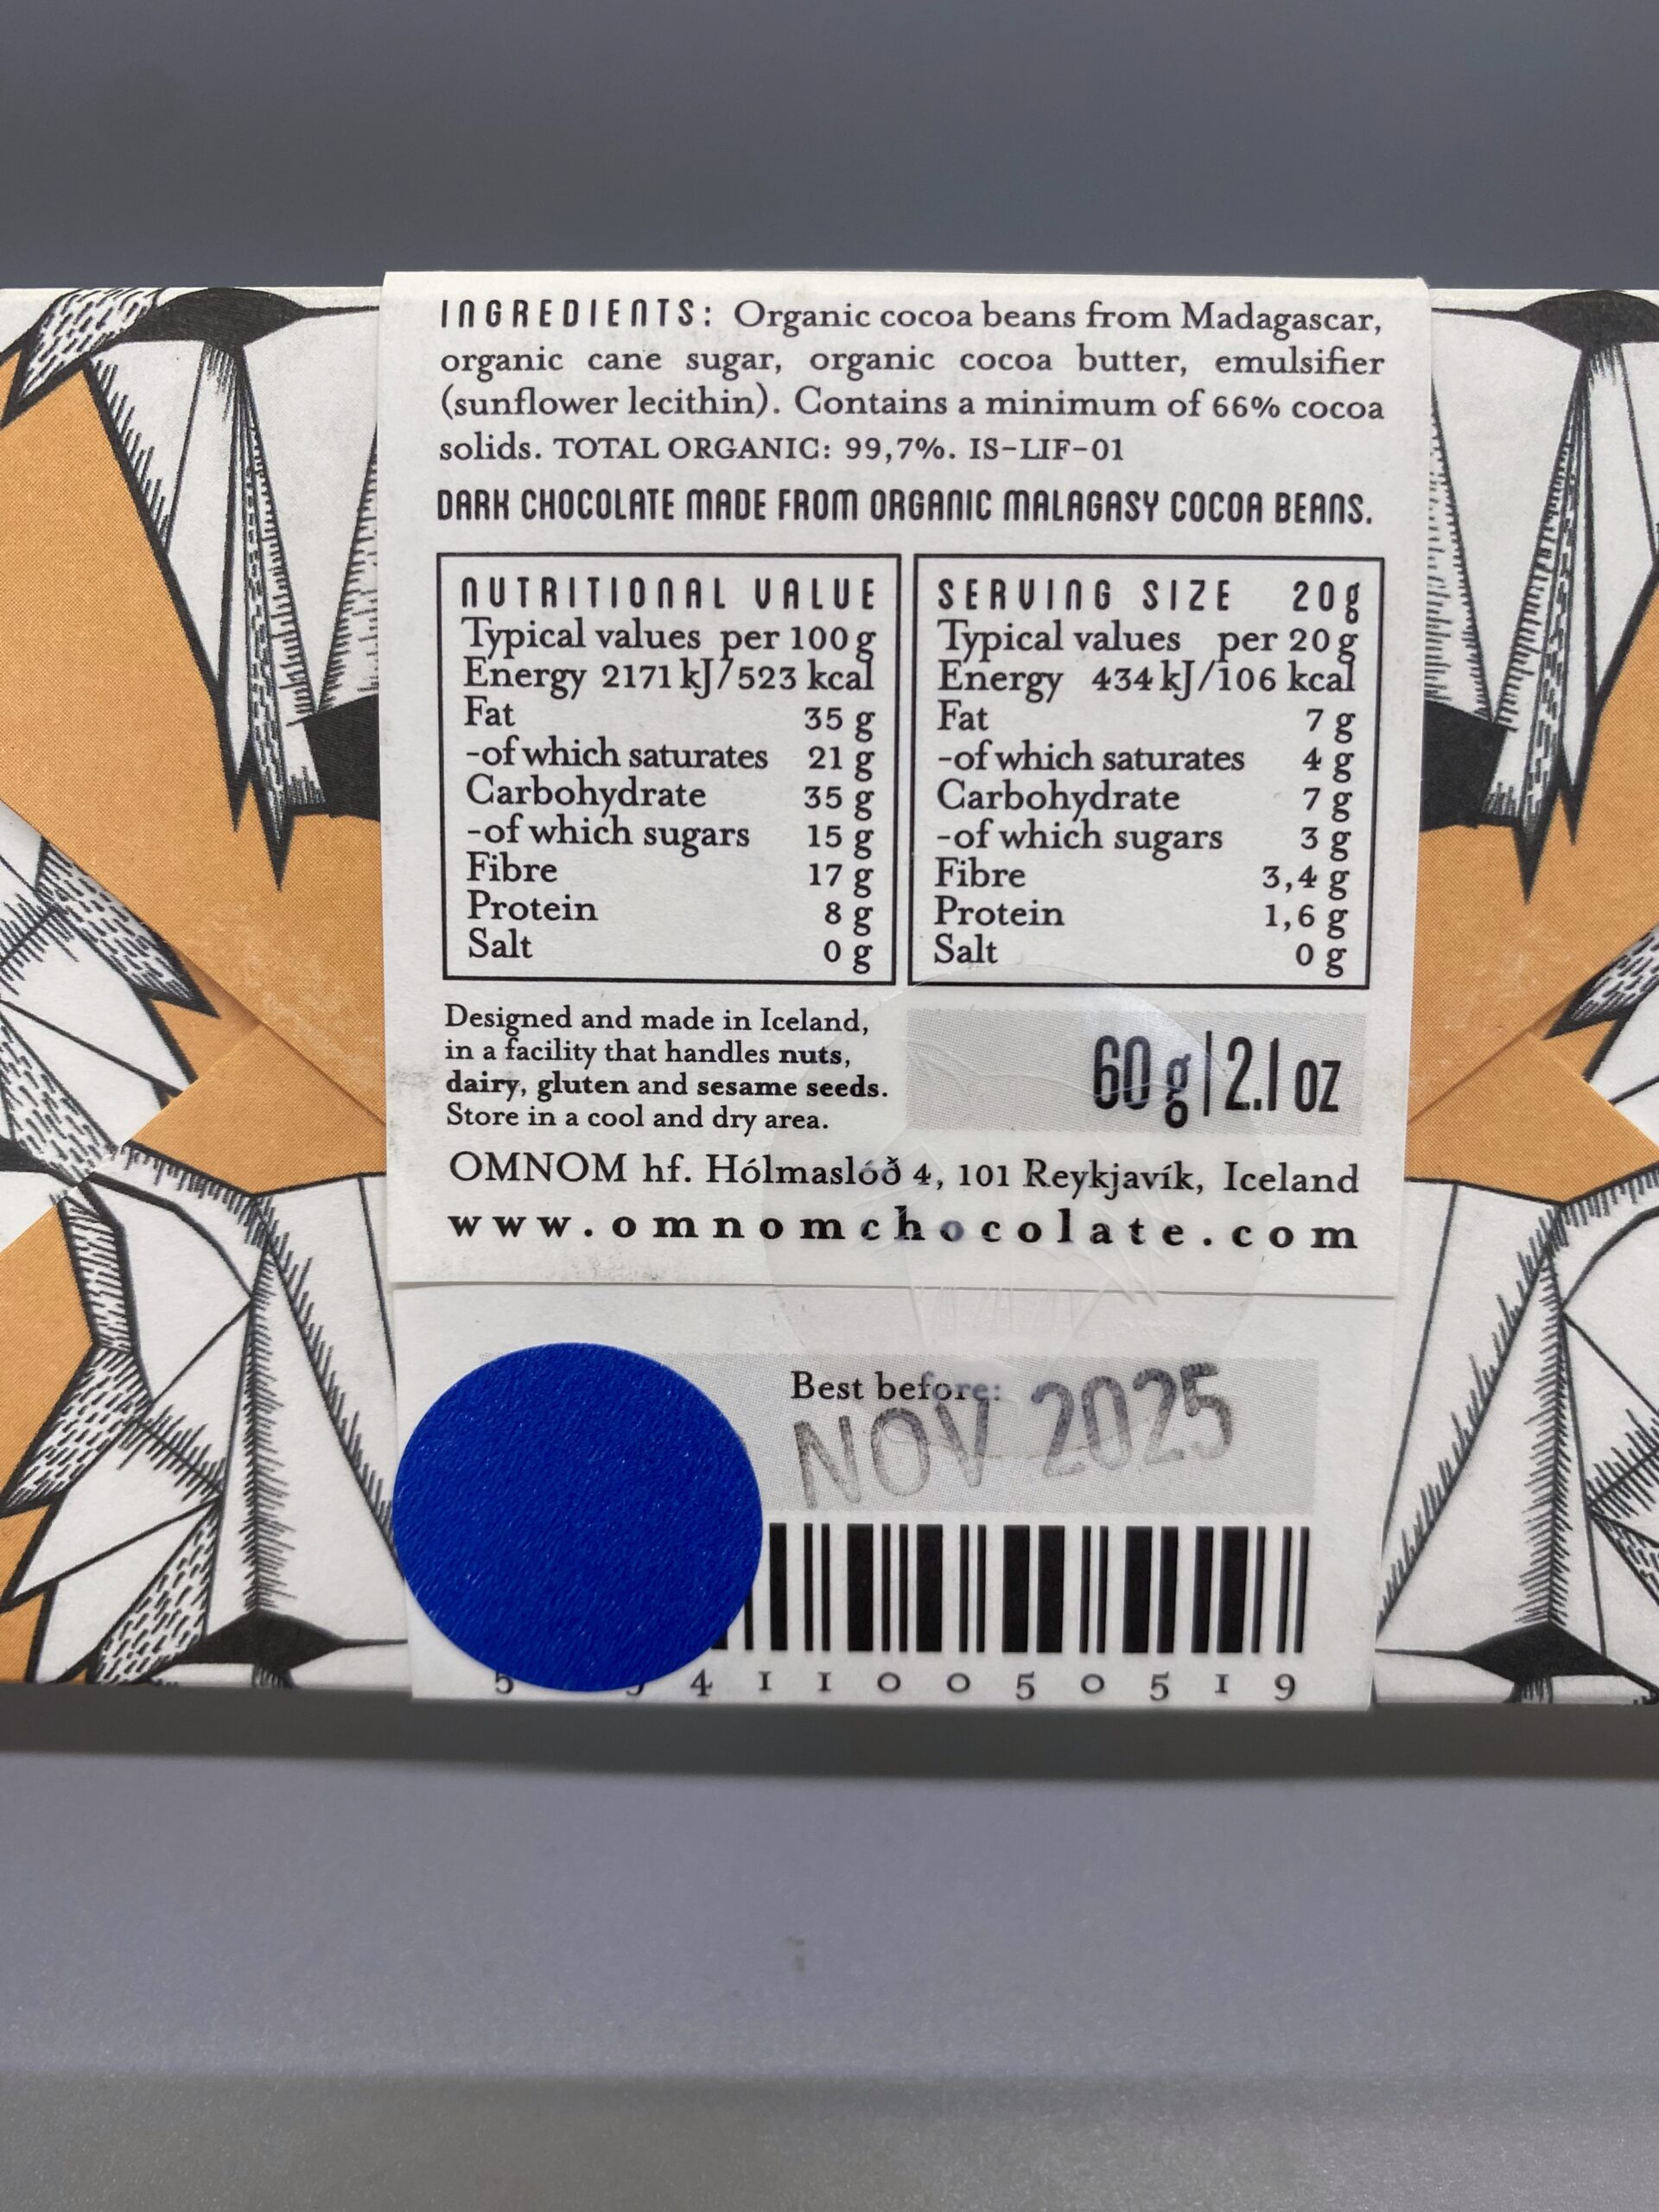 INGREDIENTS: Organic cocoa beans from Madagascar,
organic cane sugar, organic cocoa butter, emulsifier
(sunflower lecithin). Contains a minimum of 66% cocoa
solids. TOTAL ORGANIC: 99,7%. IS-LIF-01
DARK CHOCOLATE MADE FROM ORGANIC MALAGASY COCOA BEANS.
NUTRITIONAL VALUE
Typical values per 100 g
Energy 2171 kJ/523 kcal
Fat 35 g
-of which saturates 21 g
Carbohydrate 35 g
-of which sugars 15 g
Fibre 17 g
Protein 8 g
Salt 0 g
SERVING SIZE 20g
Typical values per 20 g
Energy 434 kJ/106 kcal
Fat 7 g
-of which saturates 4 g
Carbohydrate 7 g
-of which sugars 3 g
Fibre 3,4 g
Protein 1,6 g
Salt 0 g
Designed and made in Iceland,
in a facility that handles nuts,
dairy, gluten and sesame seeds.
Store in a cool and dry area.
60 g | 2.1 oz
OMNOM hf. Hólmaslóð 4, 101 Reykjavík, Iceland
www.omnomchocolate.com
Best before:
NOV 2025
4 1 1 0 0 5 0 5 1 9